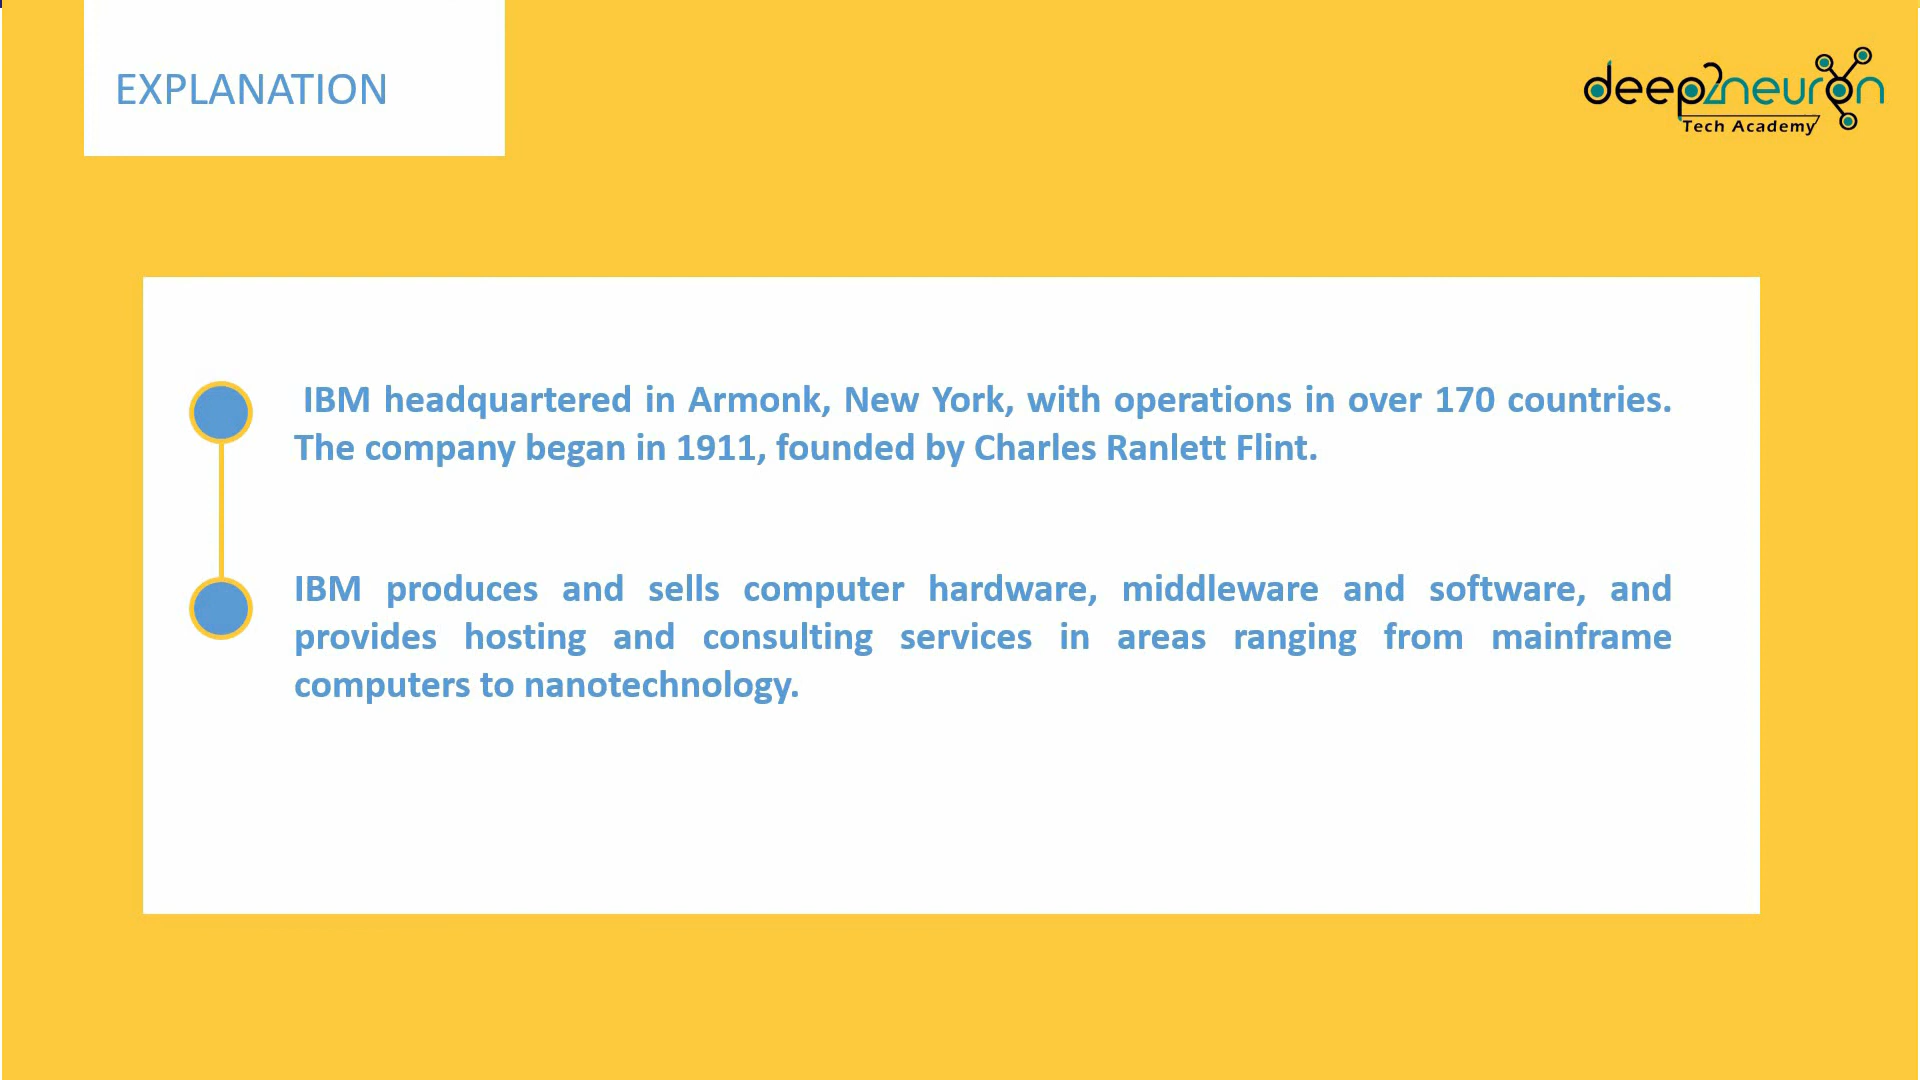 EXPLANATION
deep2neuron
Tech Academy
IBM headquartered in Armonk, New York, with operations in over 170 countries.
The company began in 1911, founded by Charles Ranlett Flint.
IBM produces and sells computer hardware, middleware and software, and
provides hosting and consulting services in areas ranging from mainframe
computers to nanotechnology.